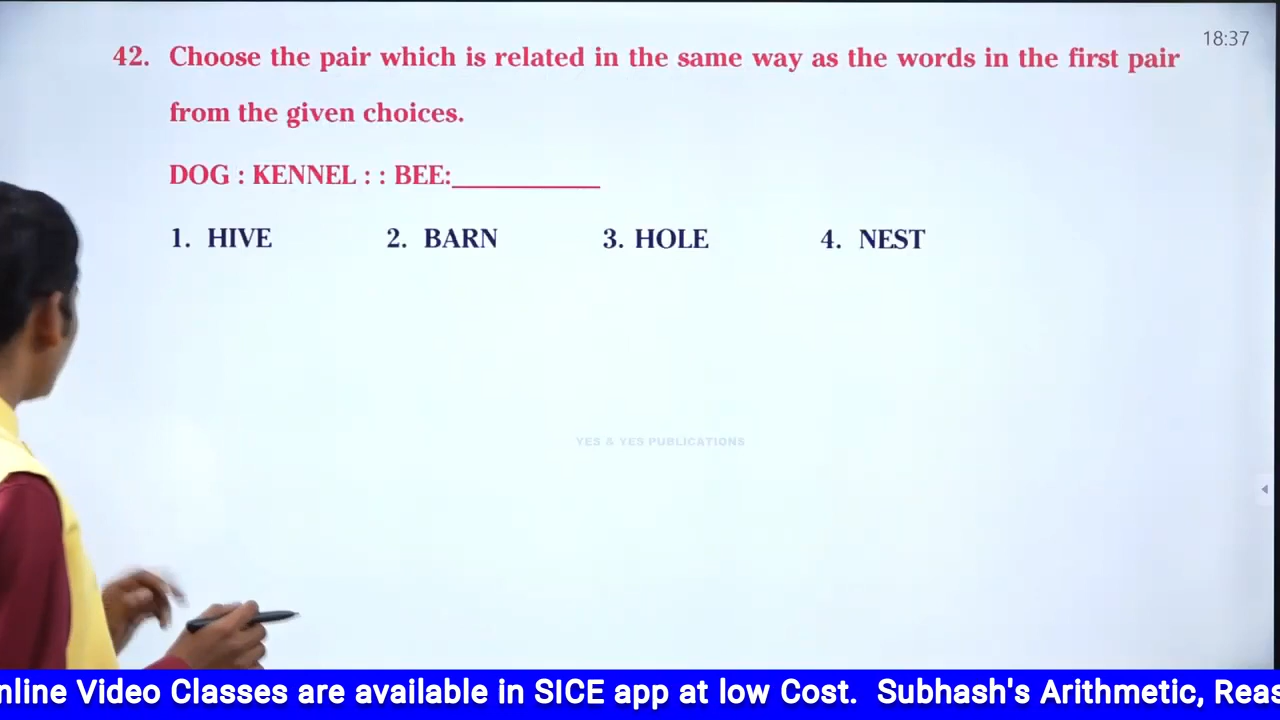 18:37
42. Choose the pair which is related in the same way as the words in the first pair
from the given choices.
DOG : KENNEL : : BEE:__________
1. HIVE 2. BARN 3. HOLE 4. NEST
YES & YES PUBLICATIONS
Video Classes are available in SICE app at low Cost. Subhash's Arithmetic,